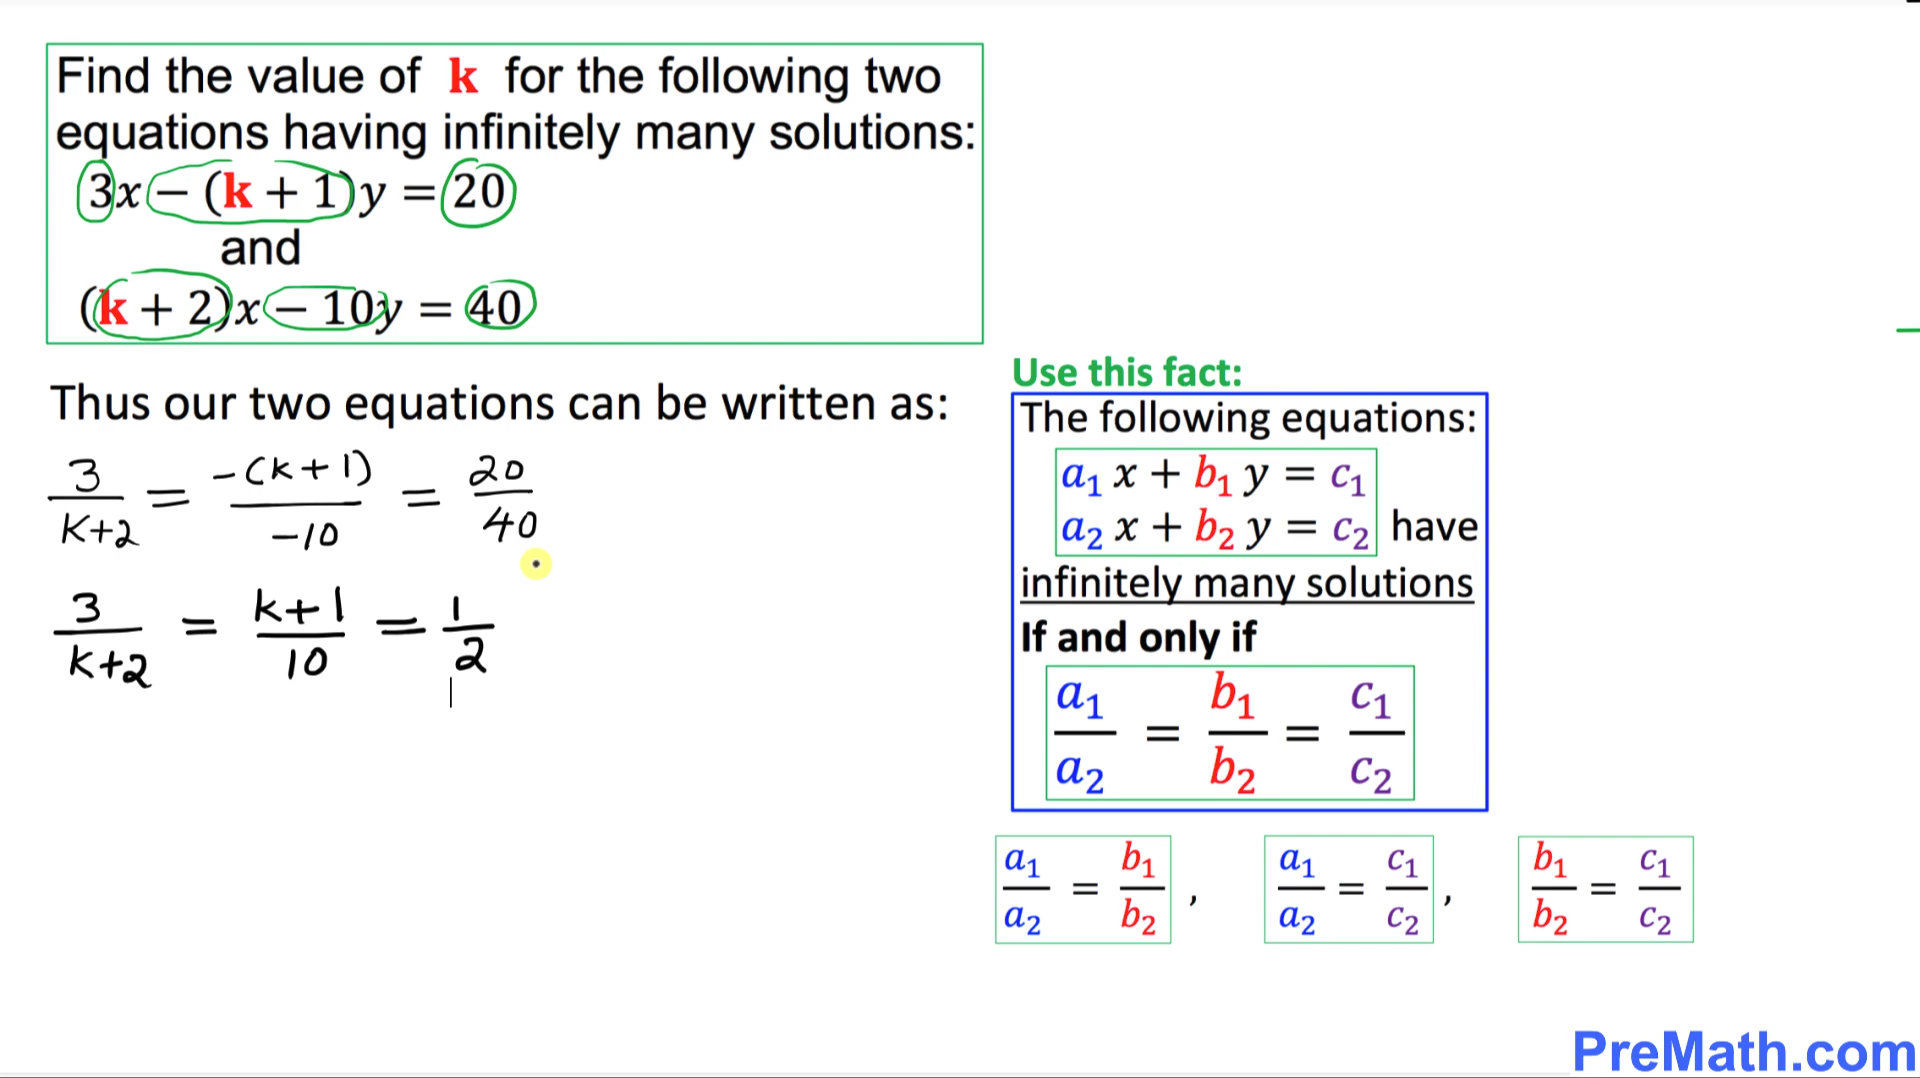 Find the value of k for the following two
equations having infinitely many solutions:
3x − (k + 1)y = 20
and
(k + 2)x − 10y = 40
Thus our two equations can be written as:
3/(K+2) = -(k+1)/-10 = 20/40
3/(k+2) = (k+1)/10 = 1/2
Use this fact:
The following equations:
a₁ x + b₁ y = c₁
a₂ x + b₂ y = c₂ have
infinitely many solutions
If and only if
a₁/a₂ = b₁/b₂ = c₁/c₂
a₁/a₂ = b₁/b₂ , a₁/a₂ = c₁/c₂ , b₁/b₂ = c₁/c₂
PreMath.com